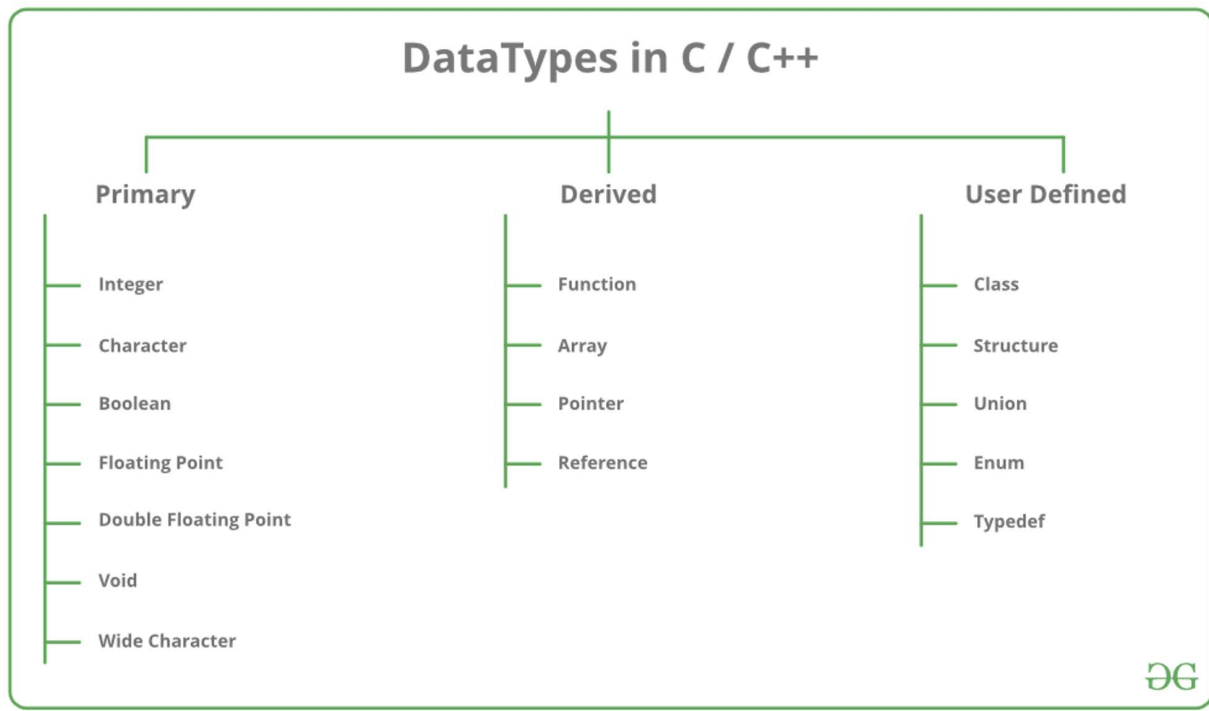 DataTypes in C / C++
Primary
Integer
Character
Boolean
Floating Point
Double Floating Point
Void
Wide Character
Derived
Function
Array
Pointer
Reference
User Defined
Class
Structure
Union
Enum
Typedef